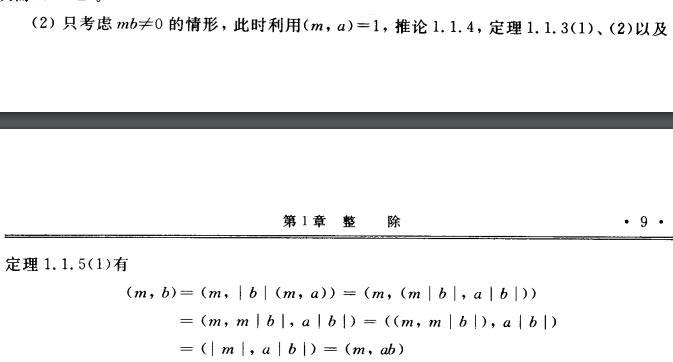 (2) 只考虑 mb≠0 的情形，此时利用(m，a)=1，推论 1.1.4，定理 1.1.3(1)、(2)以及
第 1 章 整 除 · 9 ·
定理 1.1.5(1)有
(m，b)=(m，|b|(m，a))=(m，(m|b|，a|b|))
=(m，m|b|，a|b|)=((m，m|b|)，a|b|)
=(|m|，a|b|)=(m，ab)